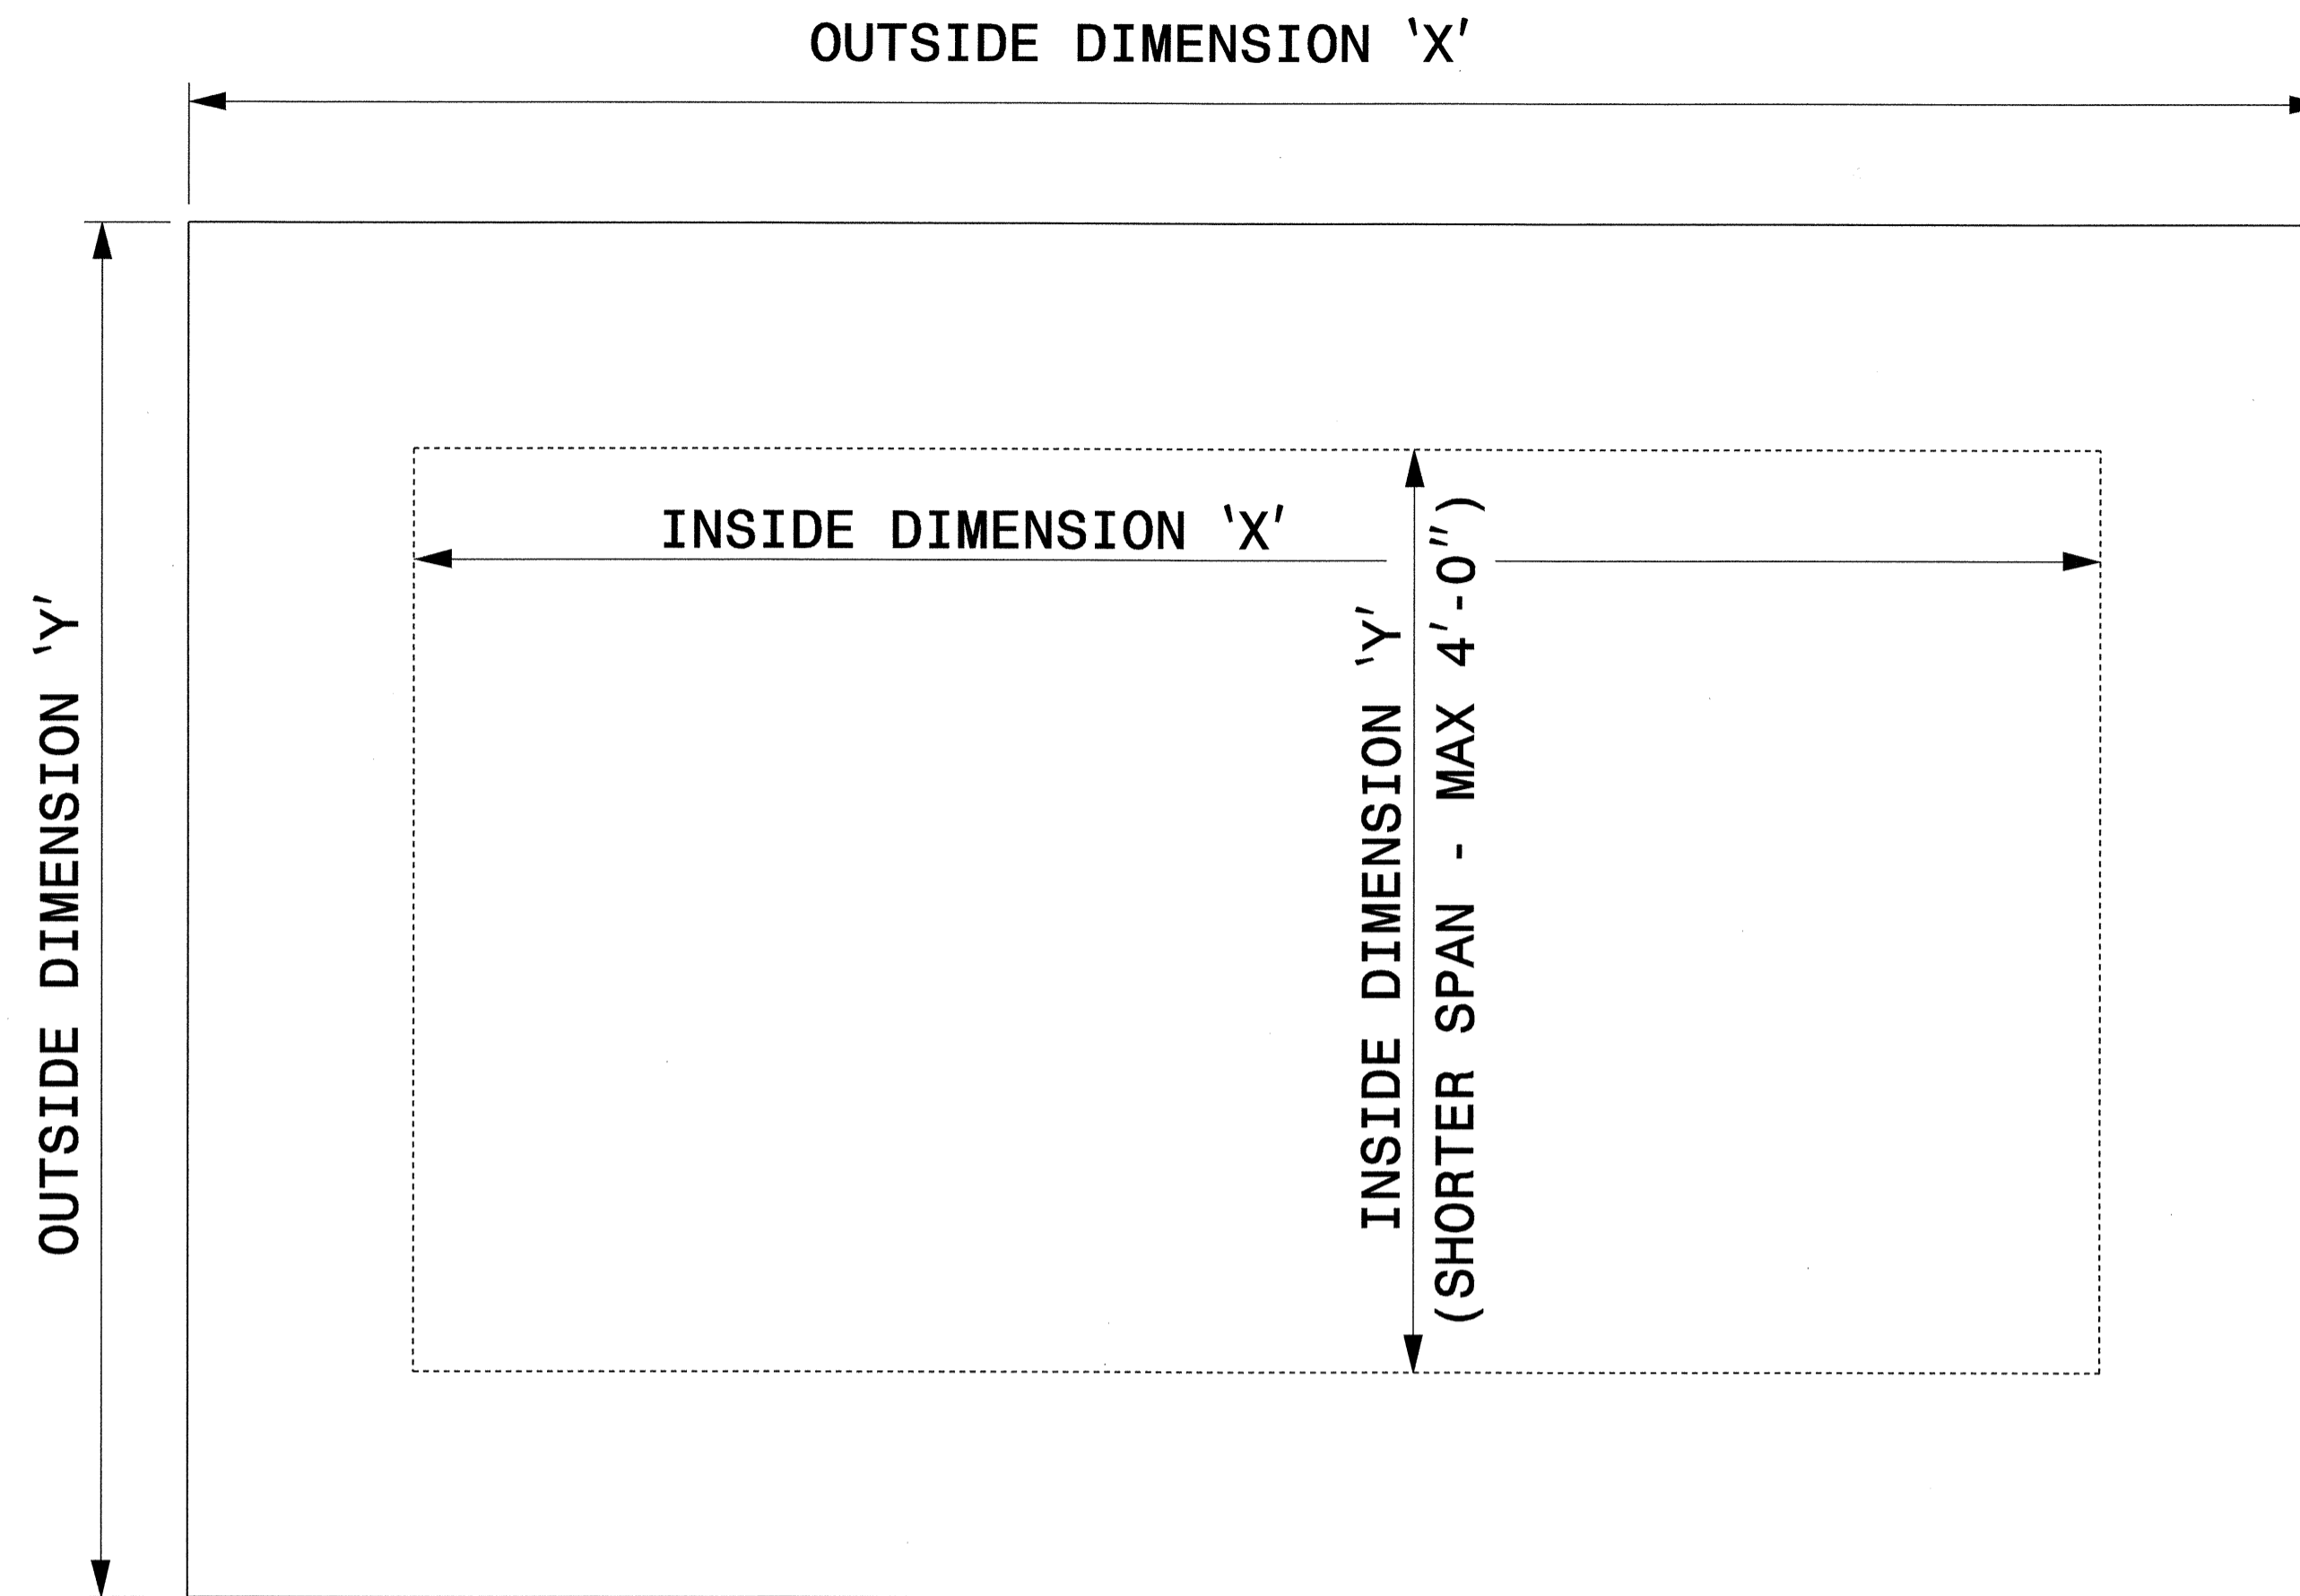 OUTSIDE DIMENSION ‘X’
INSIDE DIMENSION ‘X’
OUTSIDE DIMENSION ‘Y’
INSIDE DIMENSION ‘Y’
(SHORTER SPAN - MAX 4'-0")